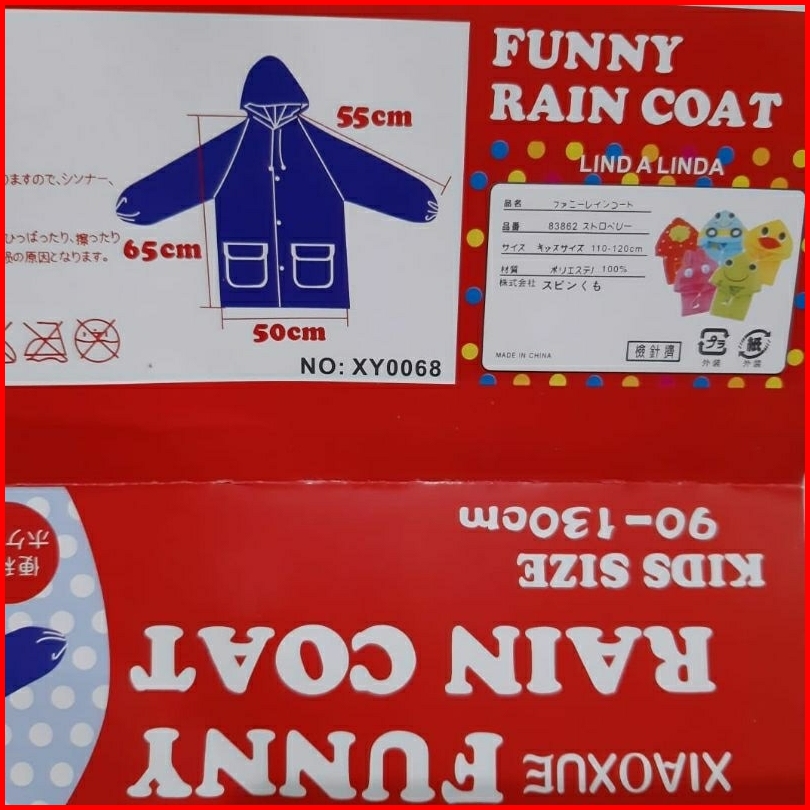 FUNNY
RAIN COAT
LINDA LINDA
品名 ファニーレインコート
品番 83862 ストロベリー
サイズ キッズサイズ 110-120cm
材質 ポリエステル 100%
株式会社 スピンくも
MADE IN CHINA
検針済
プラ 紙
外装 外装
55cm
65cm
50cm
NO: XY0068
りますので、シンナー、
ひっぱったり、擦ったり
の原因となります。
XIAOXUE FUNNY
RAIN COAT
KIDS SIZE
90-130cm